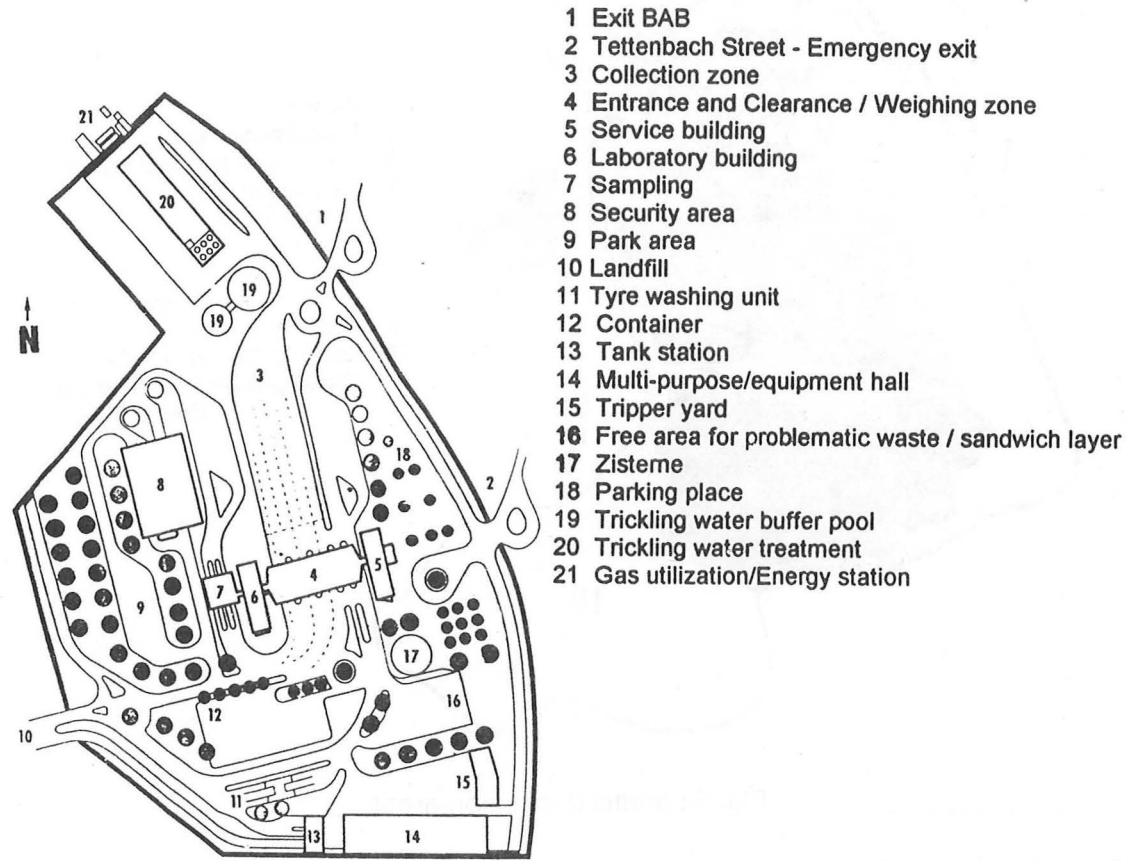 1 Exit BAB
2 Tettenbach Street - Emergency exit
3 Collection zone
4 Entrance and Clearance / Weighing zone
5 Service building
6 Laboratory building
7 Sampling
8 Security area
9 Park area
10 Landfill
11 Tyre washing unit
12 Container
13 Tank station
14 Multi-purpose/equipment hall
15 Tripper yard
16 Free area for problematic waste / sandwich layer
17 Zisterne
18 Parking place
19 Trickling water buffer pool
20 Trickling water treatment
21 Gas utilization/Energy station
21
20
1
19
19
N
3
18
8
2
4
5
7
6
9
17
16
12
10
15
11
13
14